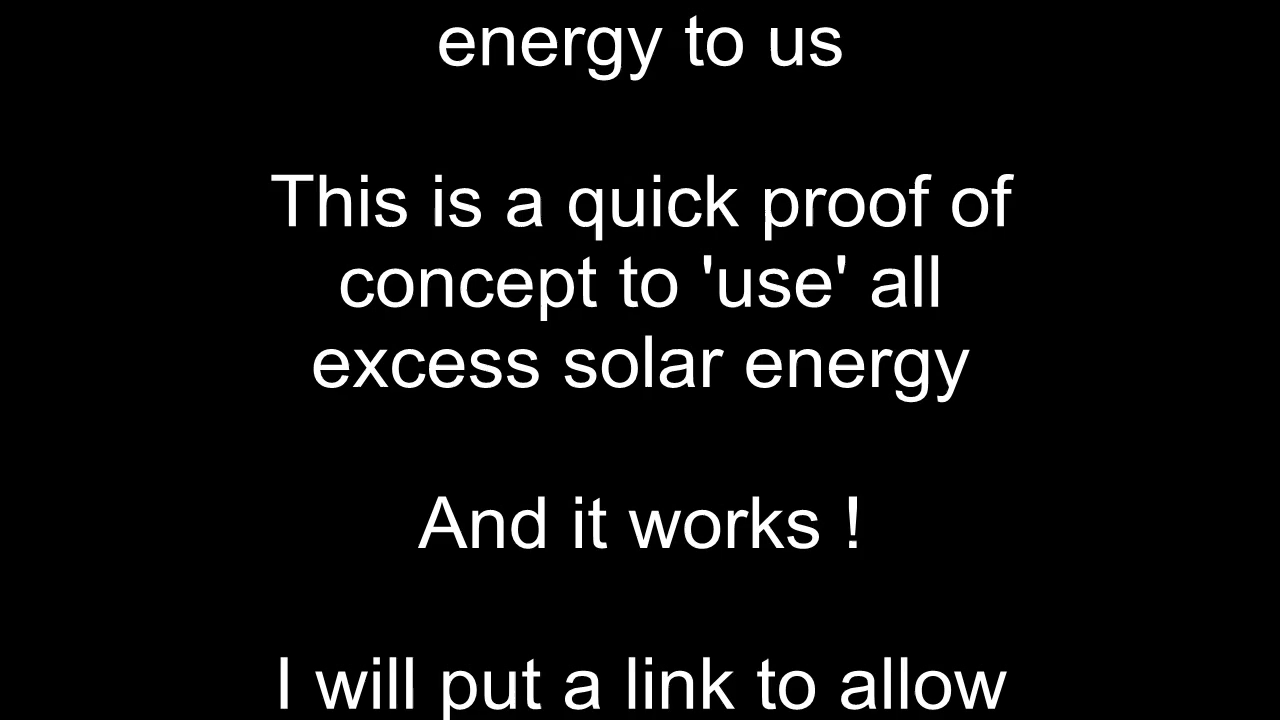 energy to us
This is a quick proof of
concept to 'use' all
excess solar energy
And it works !
I will put a link to allow